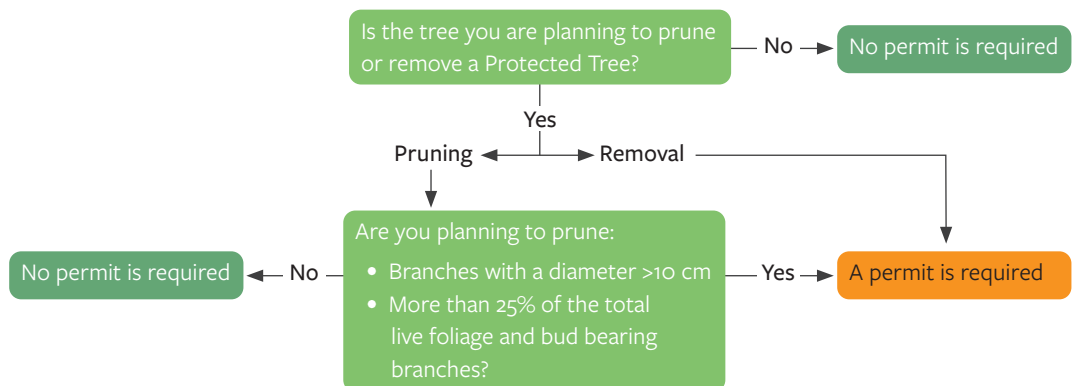 Is the tree you are planning to prune
or remove a Protected Tree?
No
No permit is required
Yes
Pruning
Removal
Are you planning to prune:
• Branches with a diameter >10 cm
• More than 25% of the total
live foliage and bud bearing
branches?
No
No permit is required
Yes
A permit is required